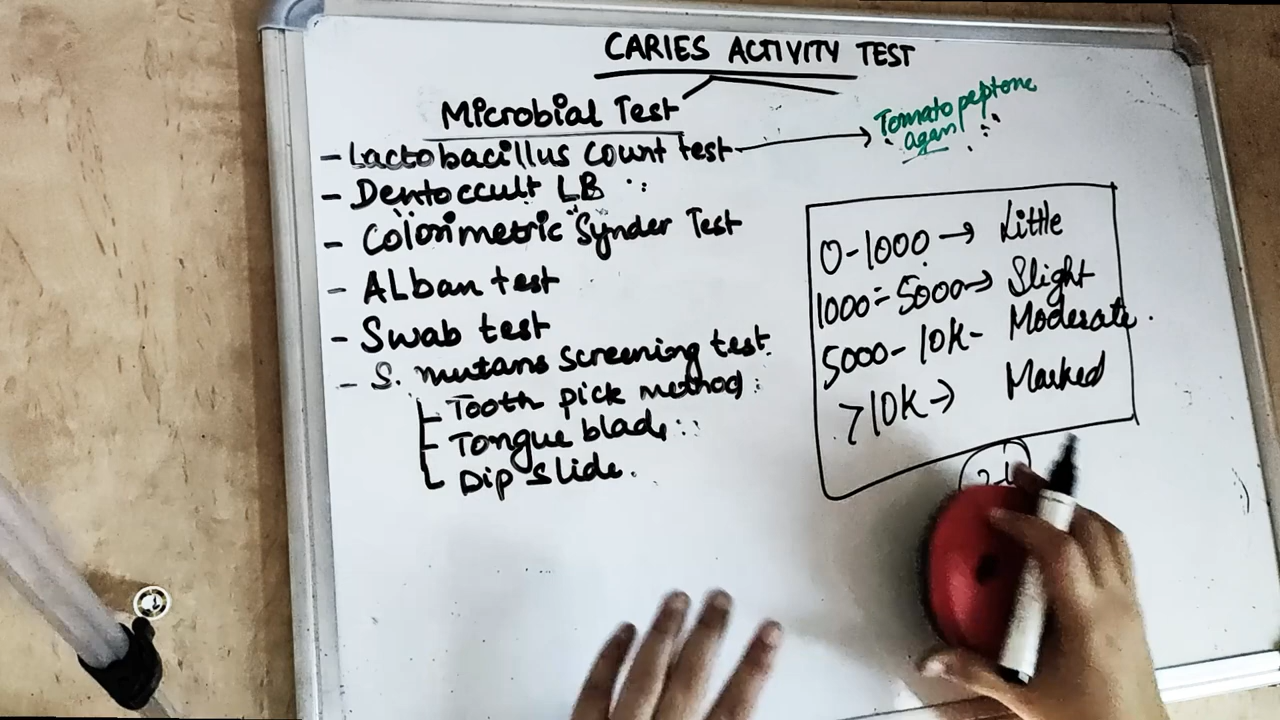 CARIES ACTIVITY TEST
Microbial Test
- Lactobacillus Count test → Tomato peptone
agar
- Dentoccult LB
- Colorimetric Synder Test
- Alban test
- Swab test
- S. mutans screening test.
Tooth pick method
Tongue blade
Dip slide.
0-1000 → Little
1000-5000 → Slight
5000-10K- Moderate.
>10K → Marked